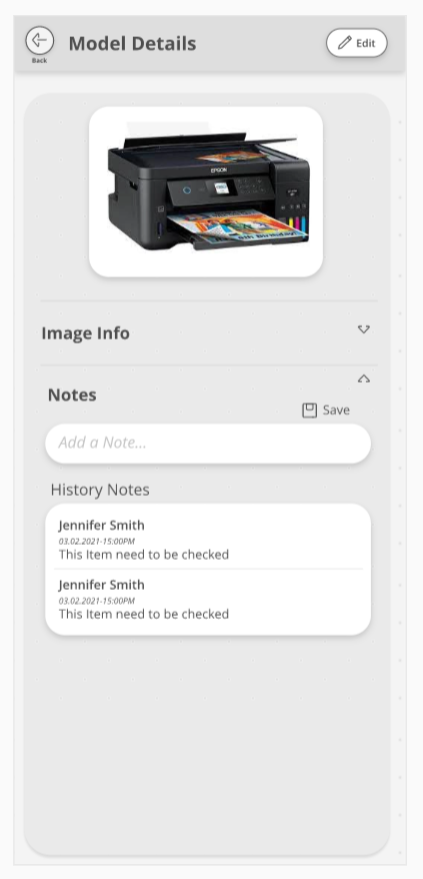 Model Details
Edit
Back
EPSON
Image Info
Notes
Save
Add a Note...
History Notes
Jennifer Smith
03.02.2021-15:00PM
This Item need to be checked
Jennifer Smith
03.02.2021-15:00PM
This Item need to be checked